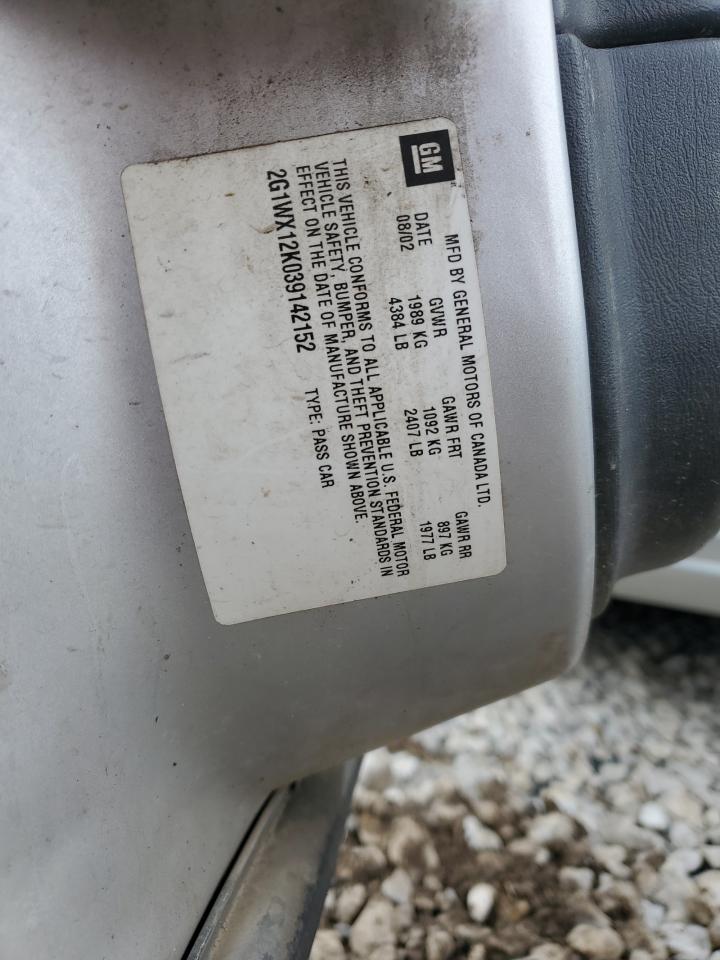 GM
MFD BY GENERAL MOTORS OF CANADA LTD.
DATE GVWR GAWR FRT GAWR RR
08/02 1989 KG 1092 KG 897 KG
4384 LB 2407 LB 1977 LB
THIS VEHICLE CONFORMS TO ALL APPLICABLE U.S. FEDERAL MOTOR
VEHICLE SAFETY, BUMPER, AND THEFT PREVENTION STANDARDS IN
EFFECT ON THE DATE OF MANUFACTURE SHOWN ABOVE.
2G1WX12K039142152 TYPE: PASS CAR